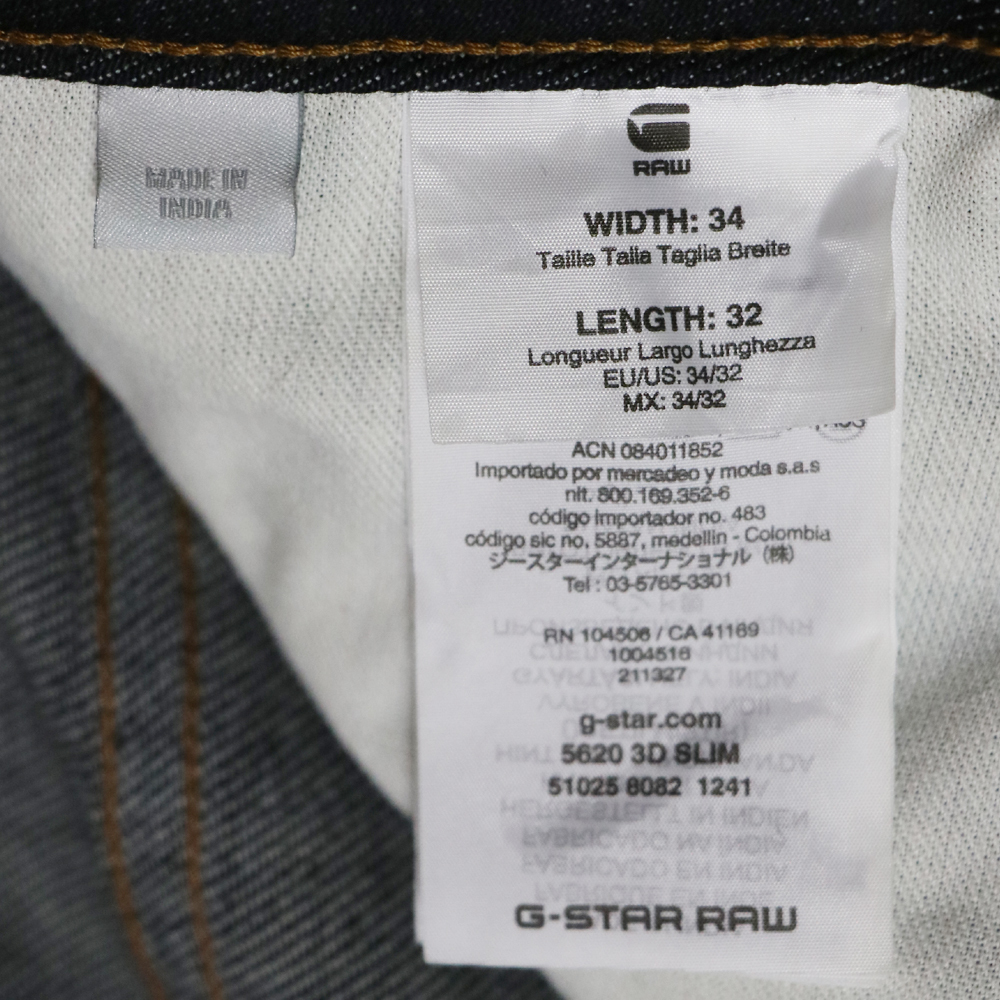 MADE IN
INDIA
RAW
WIDTH: 34
Taille Talla Taglia Breite
LENGTH: 32
Longueur Largo Lunghezza
EU/US: 34/32
MX: 34/32
ACN 084011852
Importado por mercadeo y moda s.a.s
nit. 800.169.352-6
código importador no. 483
código sic no. 5887, medellin - Colombia
ジースターインターナショナル (株)
Tel : 03-5765-3301
RN 104506 / CA 41169
1004516
211327
g-star.com
5620 3D SLIM
51025 8082 1241
G-STAR RAW